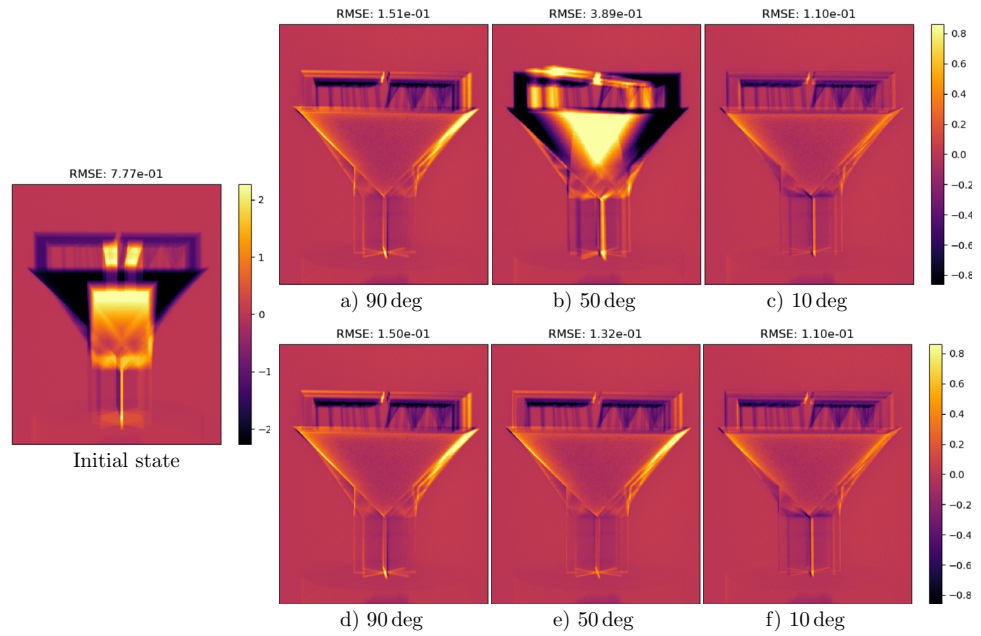 RMSE: 1.51e-01
RMSE: 3.89e-01
RMSE: 1.10e-01
0.8
0.6
0.4
0.2
0.0
−0.2
−0.4
−0.6
−0.8
a) 90 deg
b) 50 deg
c) 10 deg
RMSE: 7.77e-01
2
1
0
−1
−2
Initial state
RMSE: 1.50e-01
RMSE: 1.32e-01
RMSE: 1.10e-01
0.8
0.6
0.4
0.2
0.0
−0.2
−0.4
−0.6
−0.8
d) 90 deg
e) 50 deg
f) 10 deg